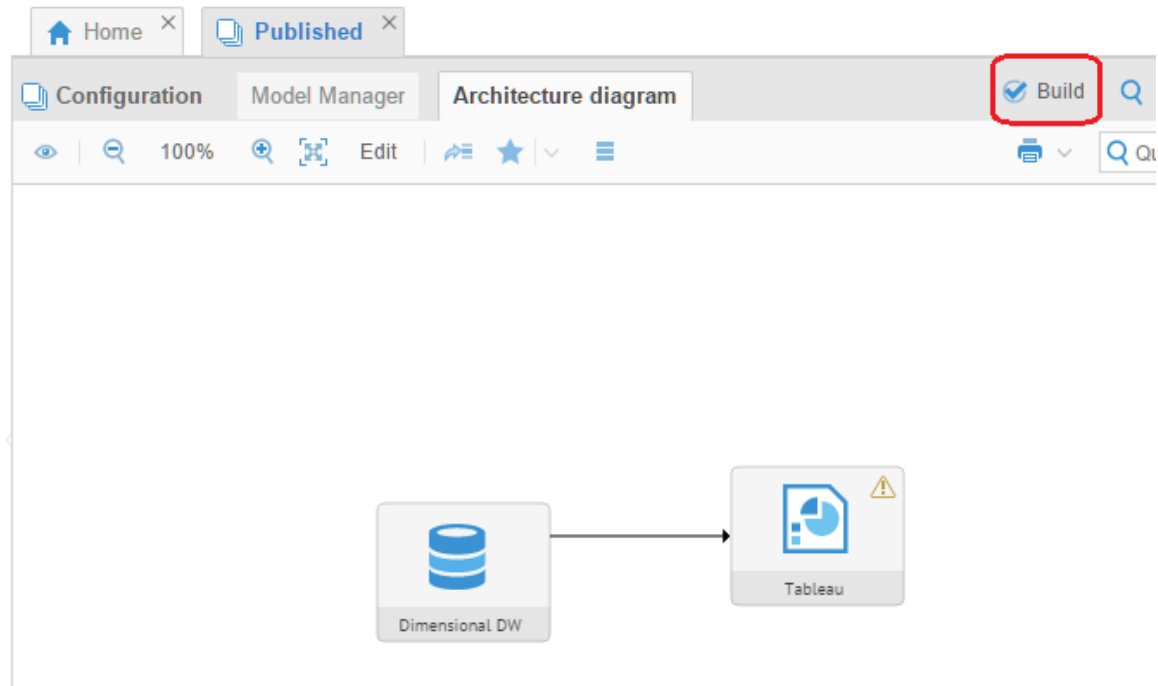 Home
Published
Configuration
Model Manager
Architecture diagram
Build
100%
Edit
Tableau
Dimensional DW